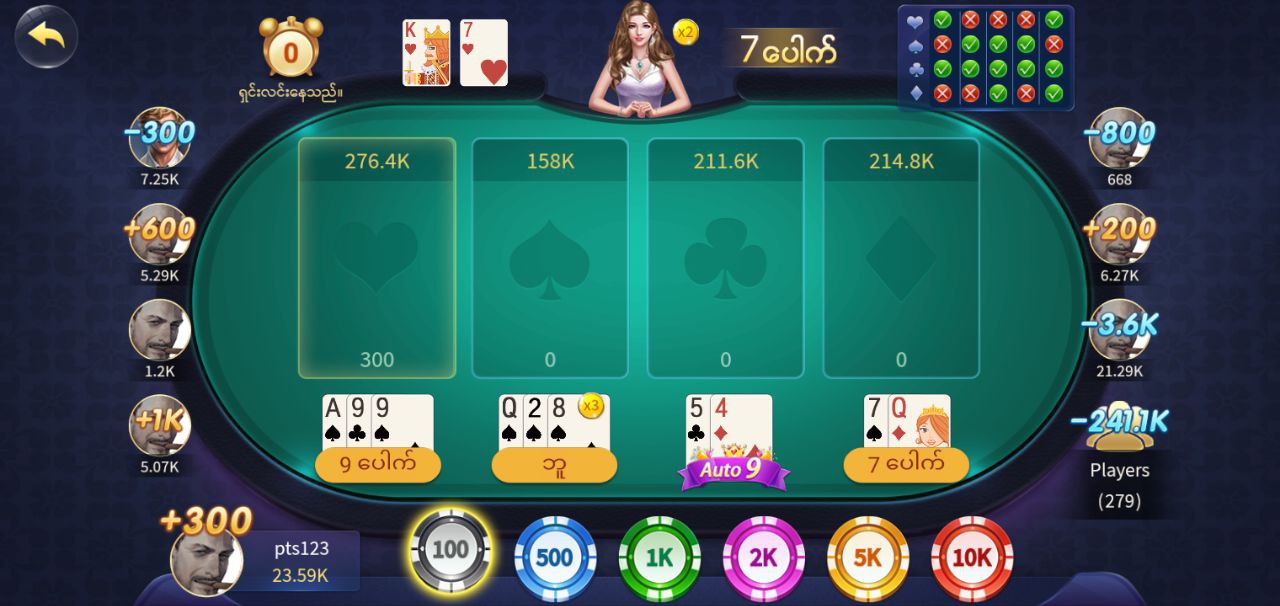 0
ရှင်းလင်းနေသည်။
K
7
x2
7ပေါက်
-300
7.25K
+600
5.29K
1.2K
+1K
5.07K
276.4K
158K
211.6K
214.8K
300
0
0
0
-800
668
+200
6.27K
-3.6K
21.29K
-241.1K
Players
(279)
A 9 9
9 ပေါက်
Q 2 8
x3
ဘူ
5 4
Auto 9
7 Q
7 ပေါက်
+300
pts123
23.59K
100
500
1K
2K
5K
10K